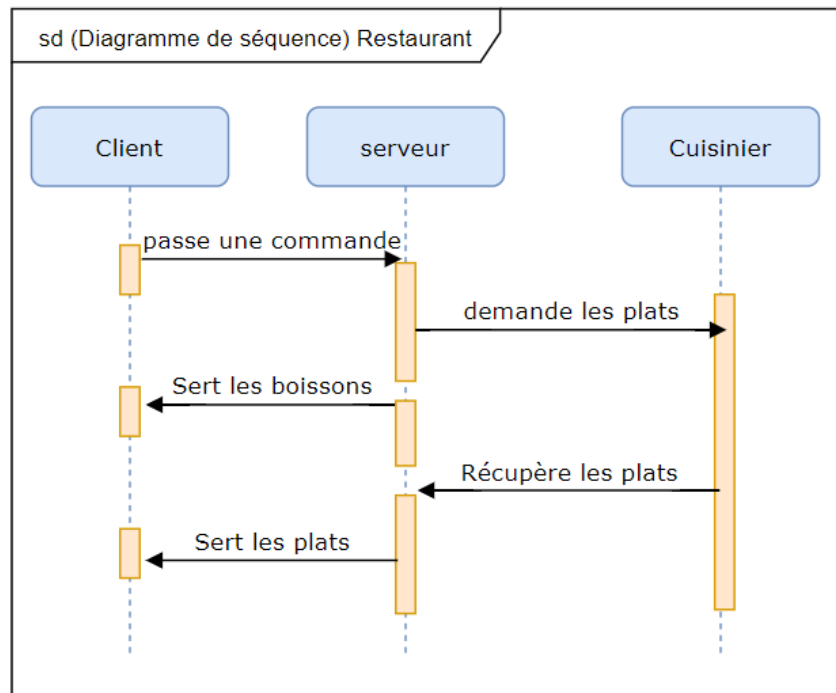 sd (Diagramme de séquence) Restaurant
Client
serveur
Cuisinier
passe une commande
demande les plats
Sert les boissons
Récupère les plats
Sert les plats